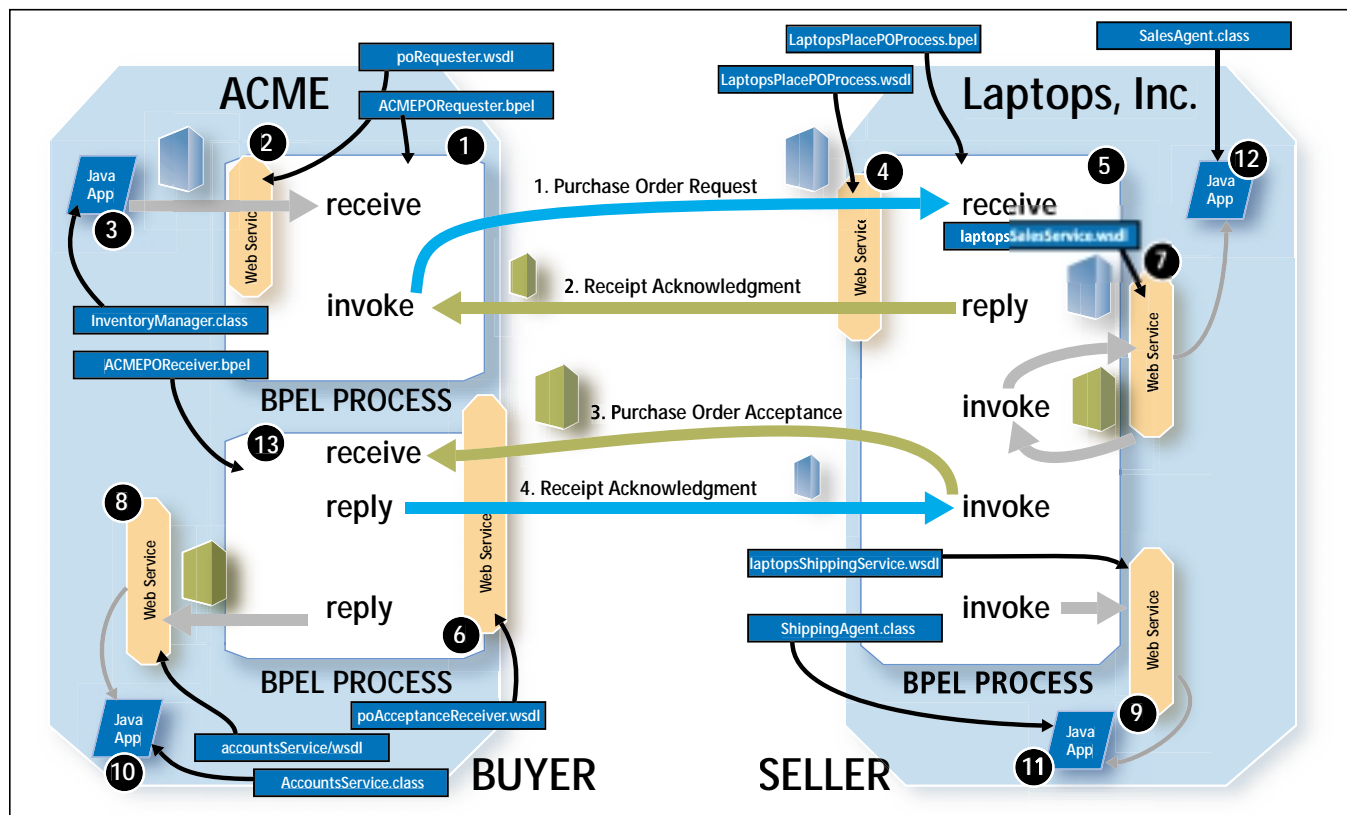 poRequester.wsdl
ACMEPORequester.bpel
ACME
2
1
Java
App
3
Web Service
receive
invoke
InventoryManager.class
ACMEPOReceiver.bpel
BPEL PROCESS
13
receive
reply
reply
8
Web Service
Web Service
6
BPEL PROCESS
poAcceptanceReceiver.wsdl
Java
App
10
accountsService/wsdl
AccountsService.class
BUYER
1. Purchase Order Request
2. Receipt Acknowledgment
3. Purchase Order Acceptance
4. Receipt Acknowledgment
LaptopsPlacePOProcess.bpel
LaptopsPlacePOProcess.wsdl
SalesAgent.class
Laptops, Inc.
4
5
12
Java
App
Web Service
receive
laptopsSalesService.wsdl
7
reply
Web Service
invoke
invoke
laptopsShippingService.wsdl
invoke
ShippingAgent.class
Web Service
BPEL PROCESS
9
Java
App
11
SELLER